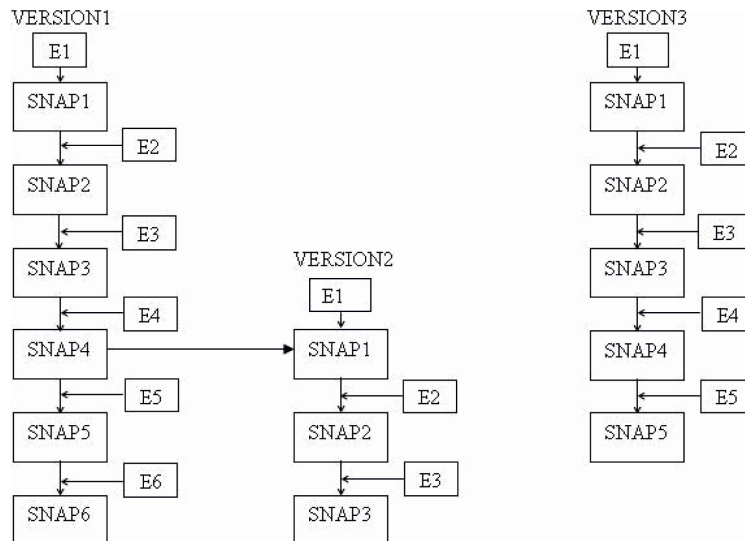 VERSION1
E1
SNAP1
E2
SNAP2
E3
SNAP3
E4
SNAP4
E5
SNAP5
E6
SNAP6
VERSION2
E1
SNAP1
E2
SNAP2
E3
SNAP3
VERSION3
E1
SNAP1
E2
SNAP2
E3
SNAP3
E4
SNAP4
E5
SNAP5